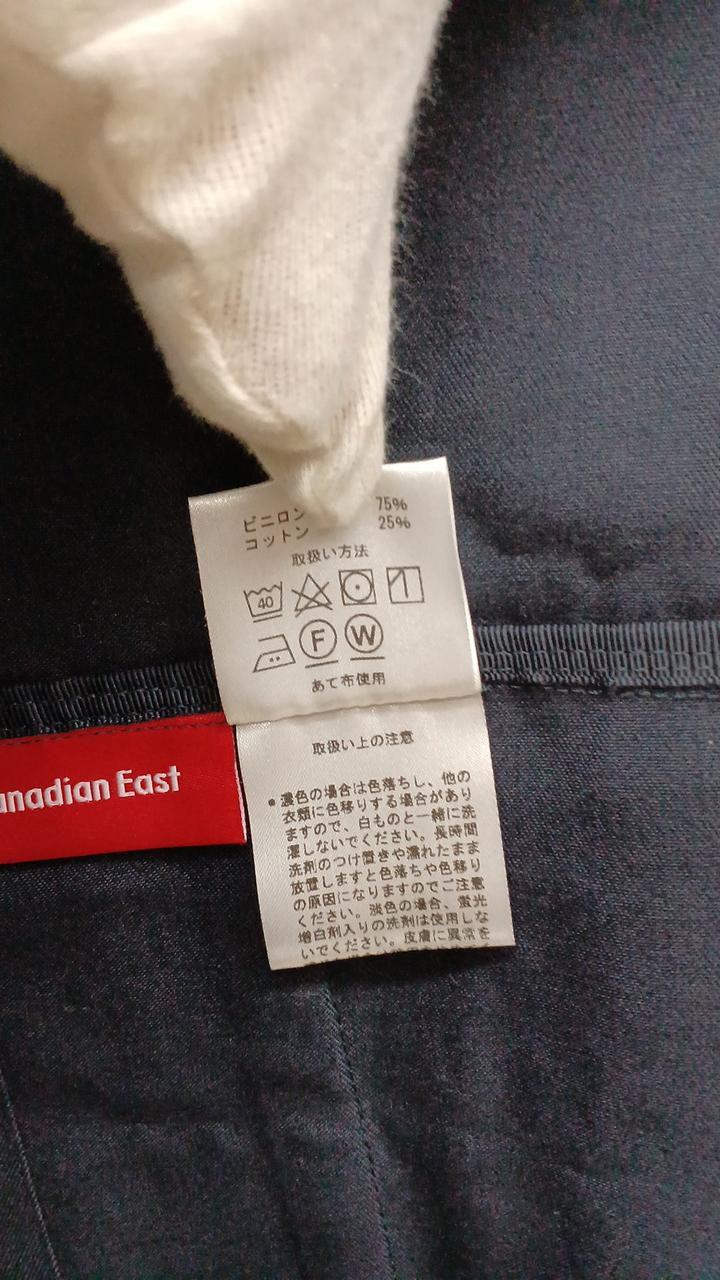 ビニロン 75%
コットン 25%
取扱い方法
40
F W
あて布使用
anadian East
取扱い上の注意
●濃色の場合は色落ちし、他の
衣類に色移りする場合があり
ますので、白ものと一緒に洗
濯しないでください。長時間
洗剤のつけ置きや濡れたまま
放置しますと色落ちや色移り
の原因になりますのでご注意
ください。淡色の場合、蛍光
増白剤入りの洗剤は使用しな
いでください。皮膚に異常を